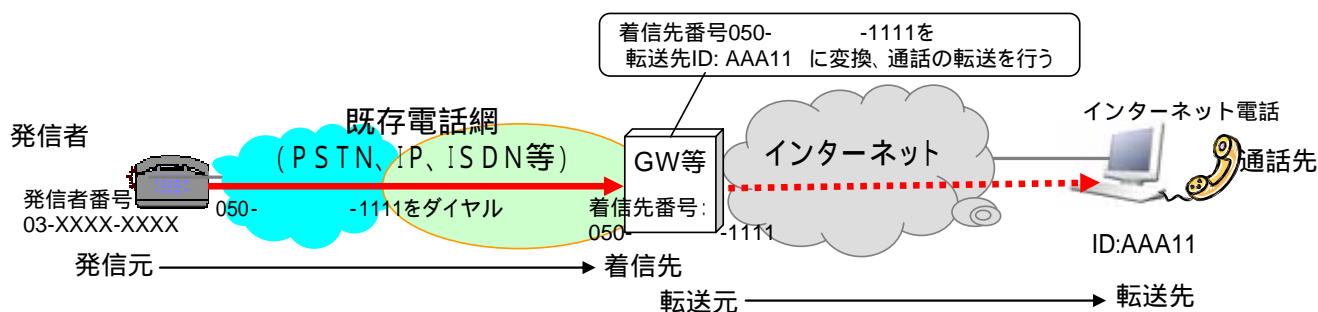 着信先番号050-　　　　-1111を
転送先ID: AAA11　に変換、通話の転送を行う
発信者
既存電話網
(PSTN、IP、ISDN等)
GW等
インターネット
インターネット電話
通話先
発信者番号
03-XXXX-XXXX
050-　　　　-1111をダイヤル
着信先番号:
050-　　　　-1111
ID:AAA11
発信元
着信先
転送元
転送先